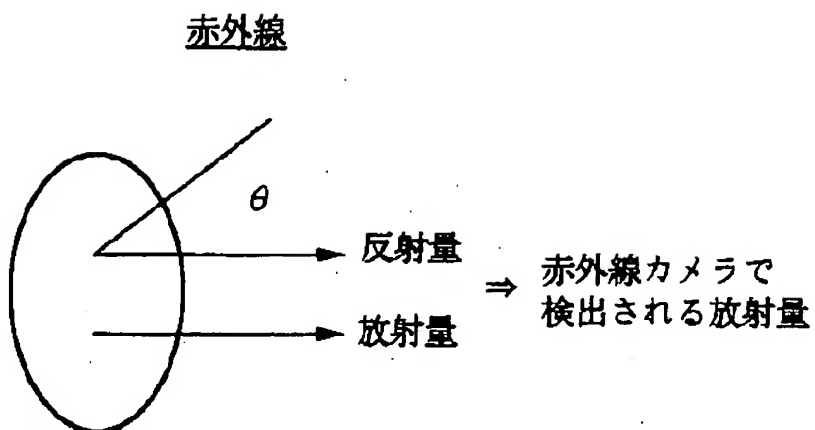 赤外線
θ
反射量
放射量
⇒
赤外線カメラで
検出される放射量